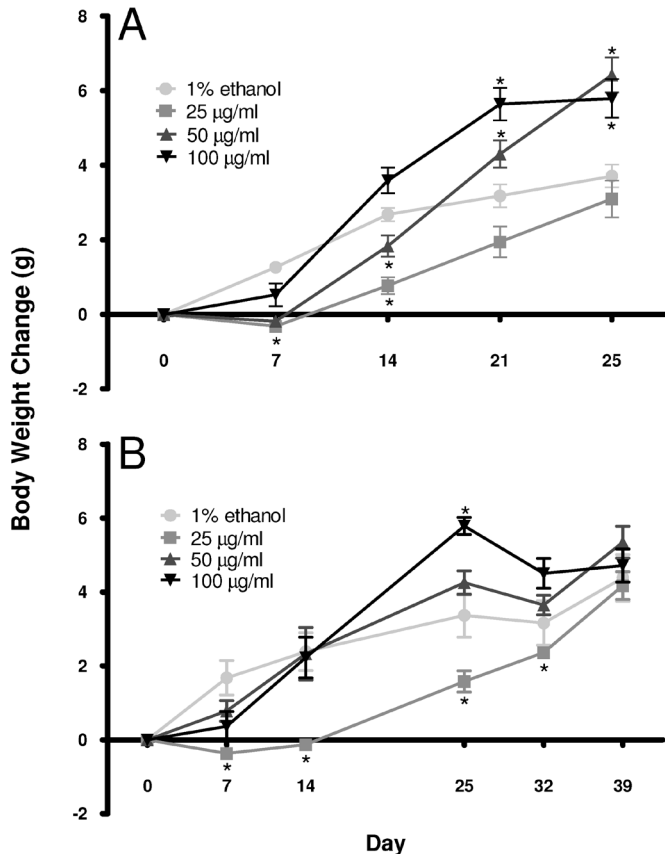 A
8
6
4
2
0
-2
1% ethanol
25 µg/ml
50 µg/ml
100 µg/ml
* * * * * * * *
0 7 14 21 25
Body Weight Change (g)
B
8
6
4
2
0
-2
1% ethanol
25 µg/ml
50 µg/ml
100 µg/ml
* * * * *
0 7 14 25 32 39
Day